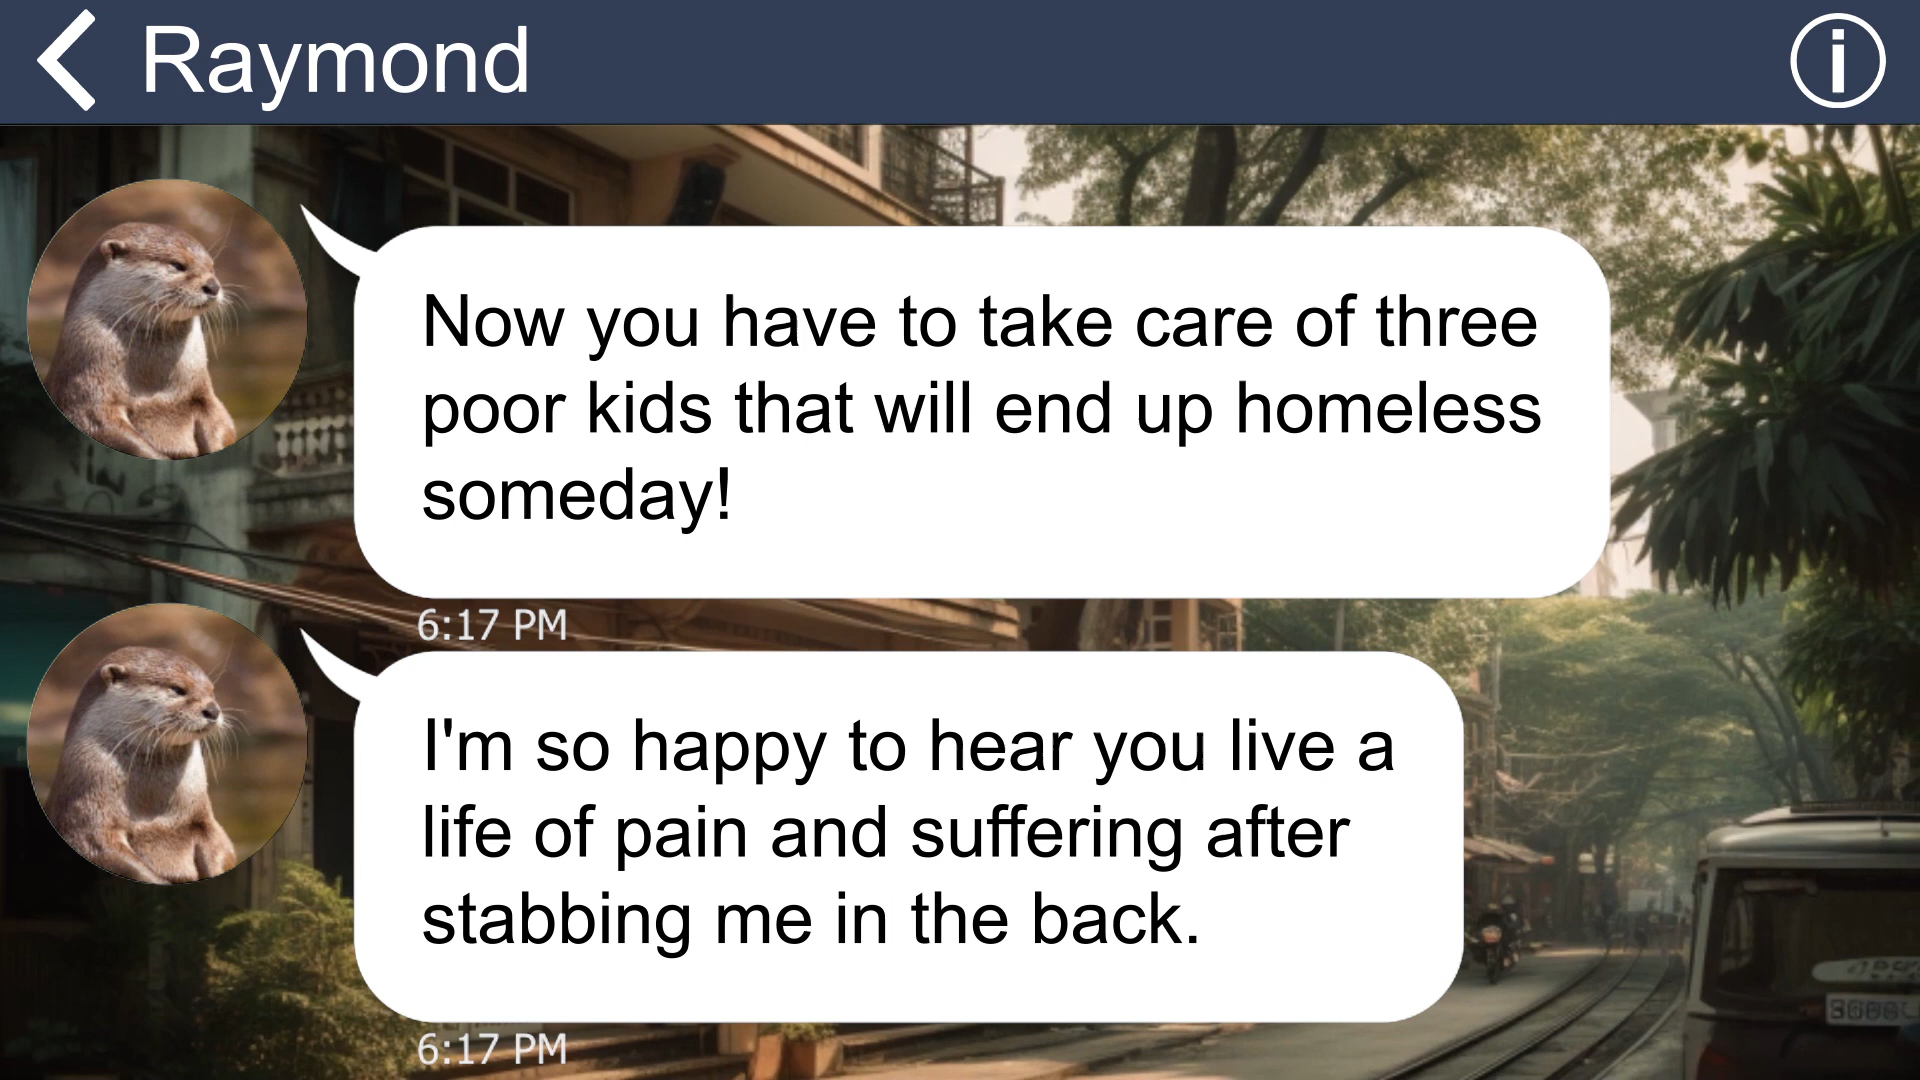 Raymond
Now you have to take care of three
poor kids that will end up homeless
someday!
6:17 PM
I'm so happy to hear you live a
life of pain and suffering after
stabbing me in the back.
6:17 PM